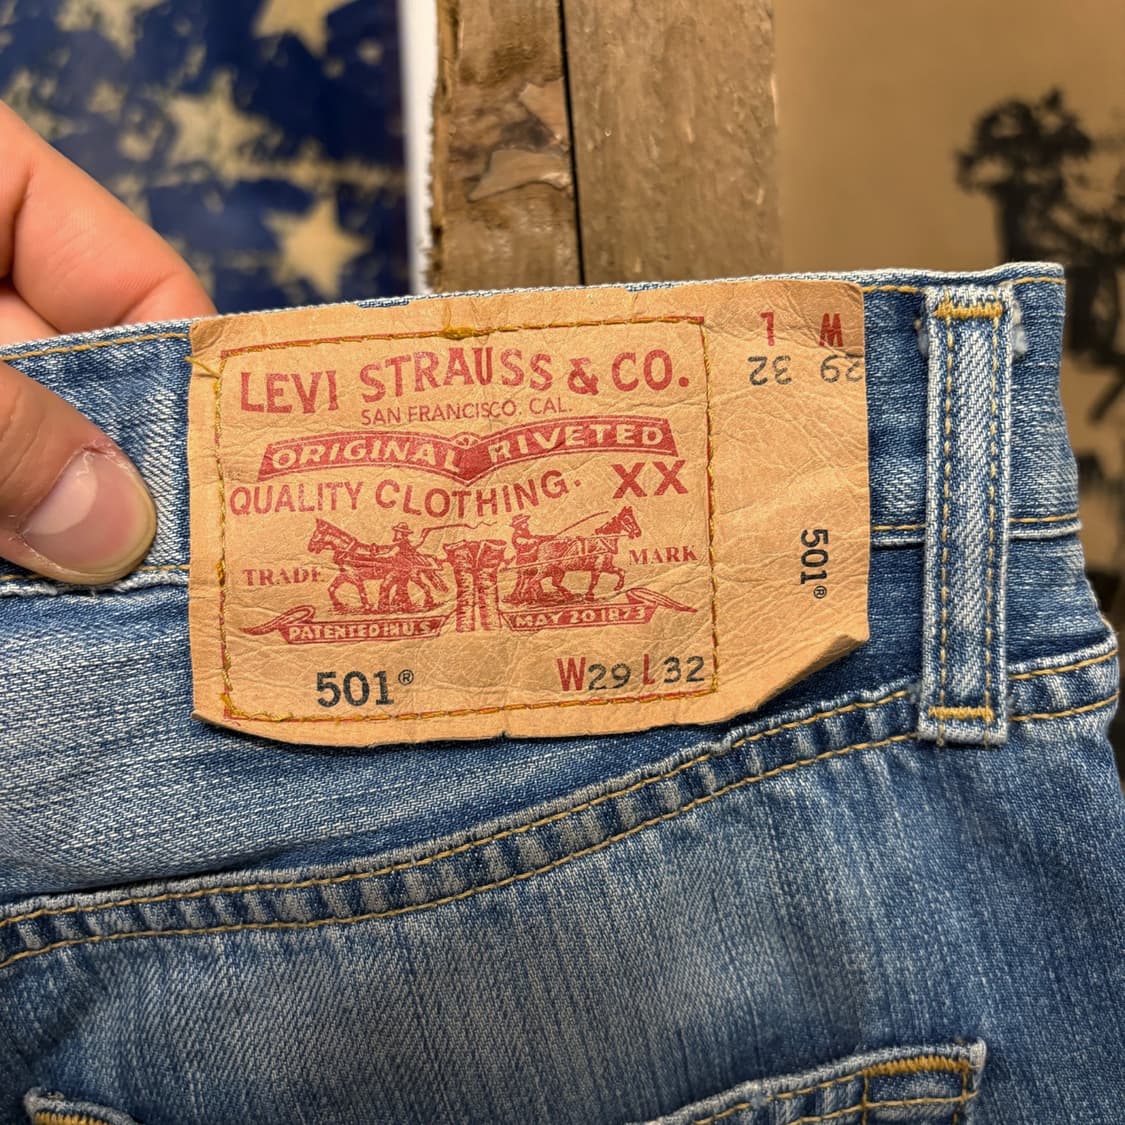 LEVI STRAUSS & CO.
SAN FRANCISCO. CAL.
ORIGINAL RIVETED
QUALITY CLOTHING. XX
TRADE MARK
PATENTED IN U.S. MAY 20 1873
501® W29 L32
W L
29 32
501®